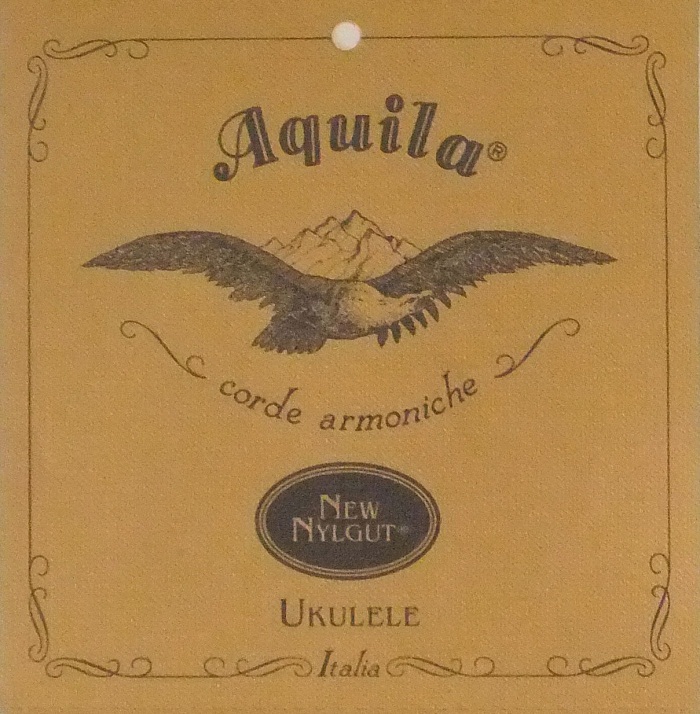 Aquila®
corde armoniche
NEW
NYLGUT®
UKULELE
Italia